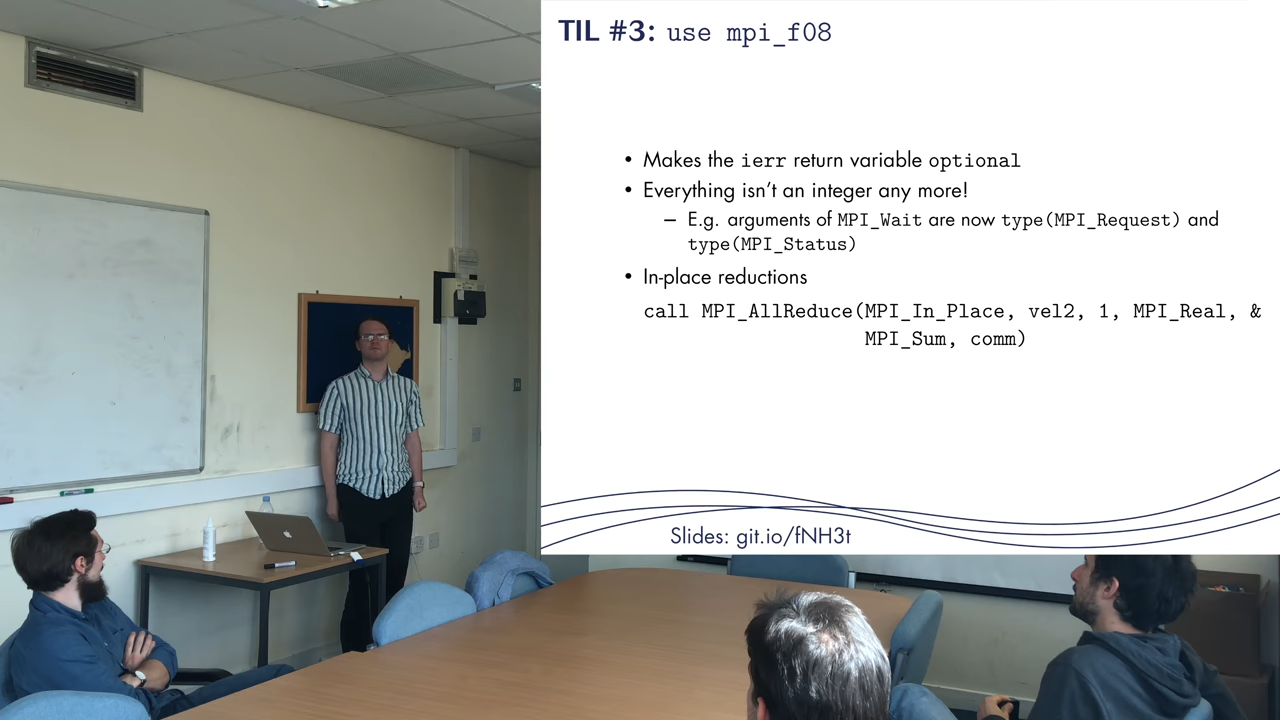 TIL #3: use mpi_f08
• Makes the ierr return variable optional
• Everything isn't an integer any more!
– E.g. arguments of MPI_Wait are now type(MPI_Request) and
type(MPI_Status)
• In-place reductions
call MPI_AllReduce(MPI_In_Place, vel2, 1, MPI_Real, &
MPI_Sum, comm)
Slides: git.io/fNH3t